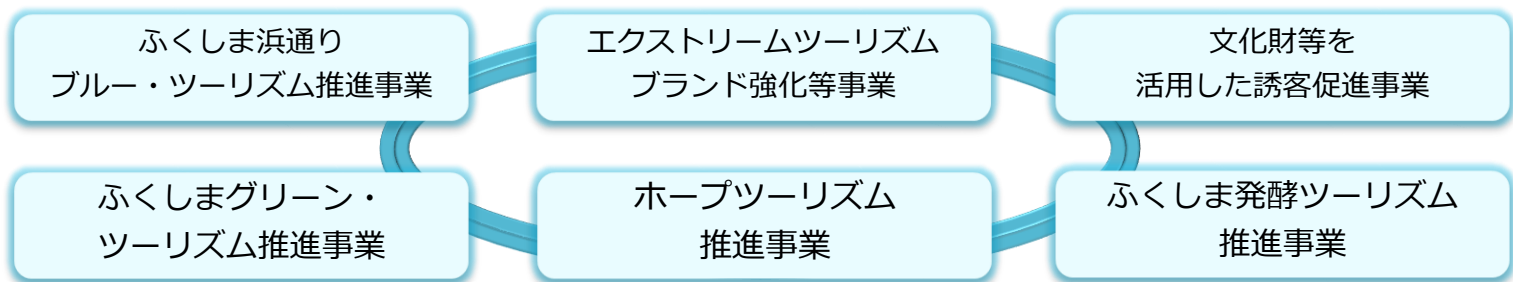 ふくしま浜通り
ブルー・ツーリズム推進事業
エクストリームツーリズム
ブランド強化等事業
文化財等を
活用した誘客促進事業
ふくしまグリーン・
ツーリズム推進事業
ホープツーリズム
推進事業
ふくしま発酵ツーリズム
推進事業